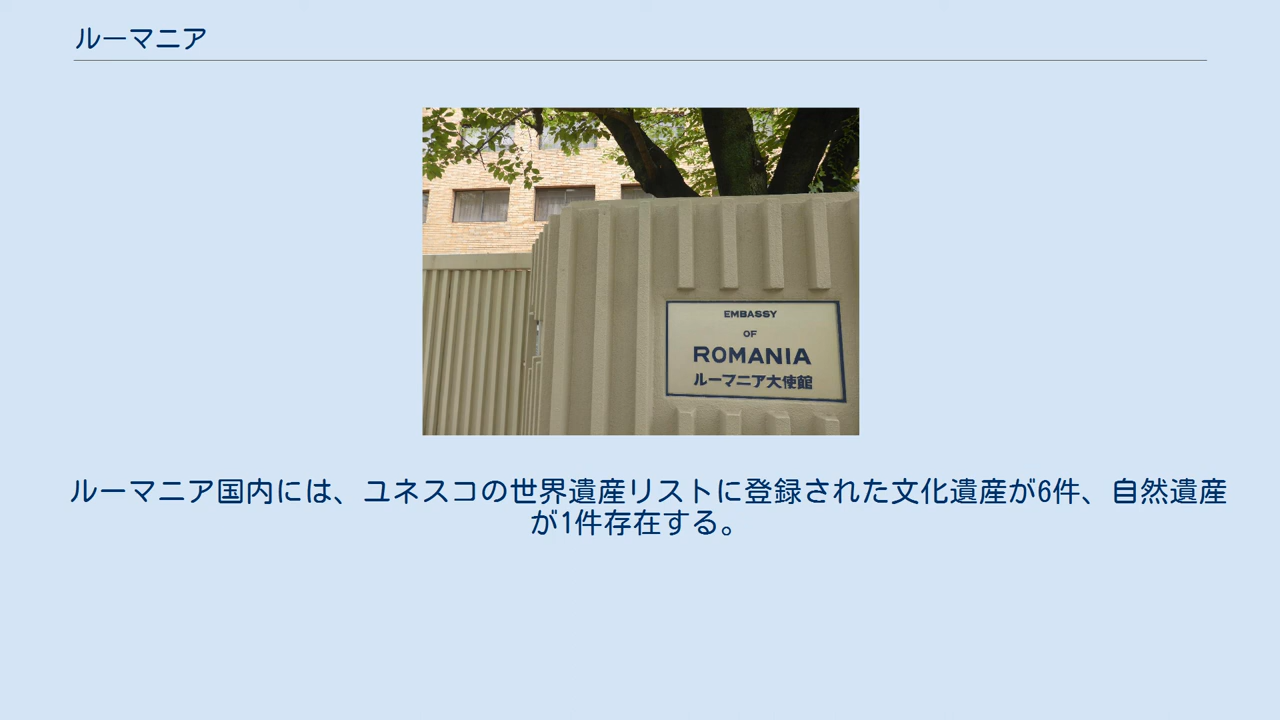 ルーマニア
EMBASSY
OF
ROMANIA
ルーマニア大使館
ルーマニア国内には、ユネスコの世界遺産リストに登録された文化遺産が6件、自然遺産
が1件存在する。